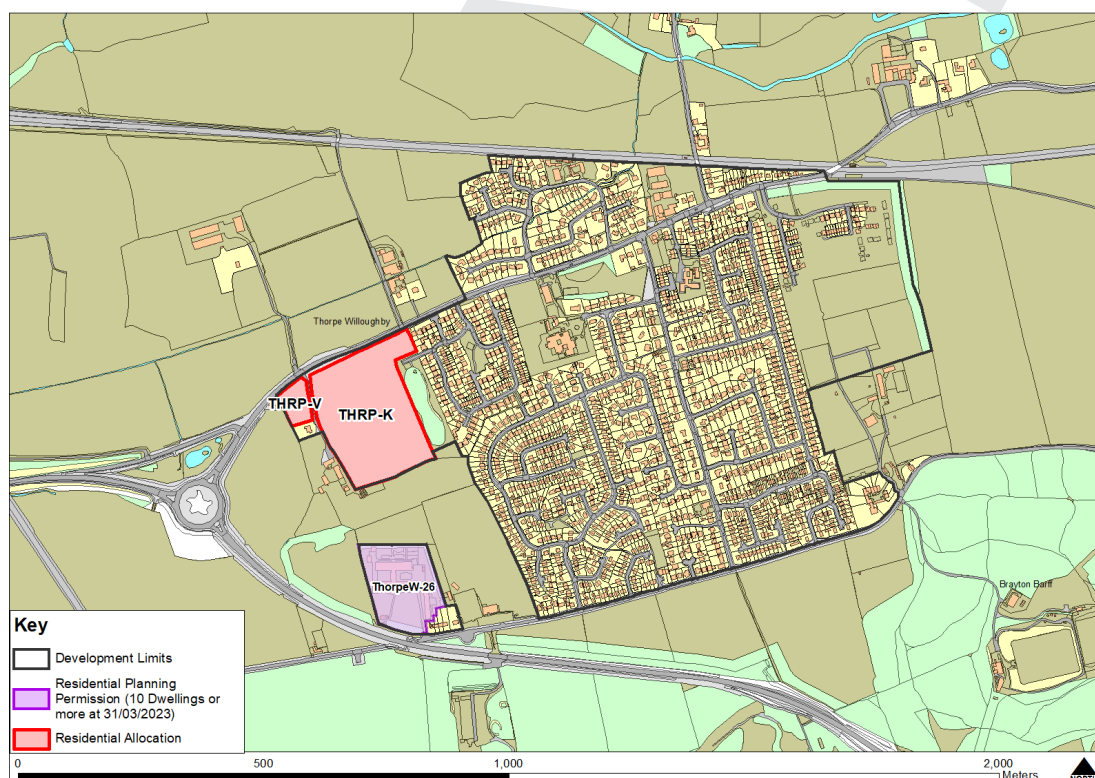 Thorpe Willoughby
THRP-V
THRP-K
ThorpeW-26
Brayton Barff
Key
Development Limits
Residential Planning
Permission (10 Dwellings or
more at 31/03/2023)
Residential Allocation
0 500 1,000 2,000
Meters
NORTH